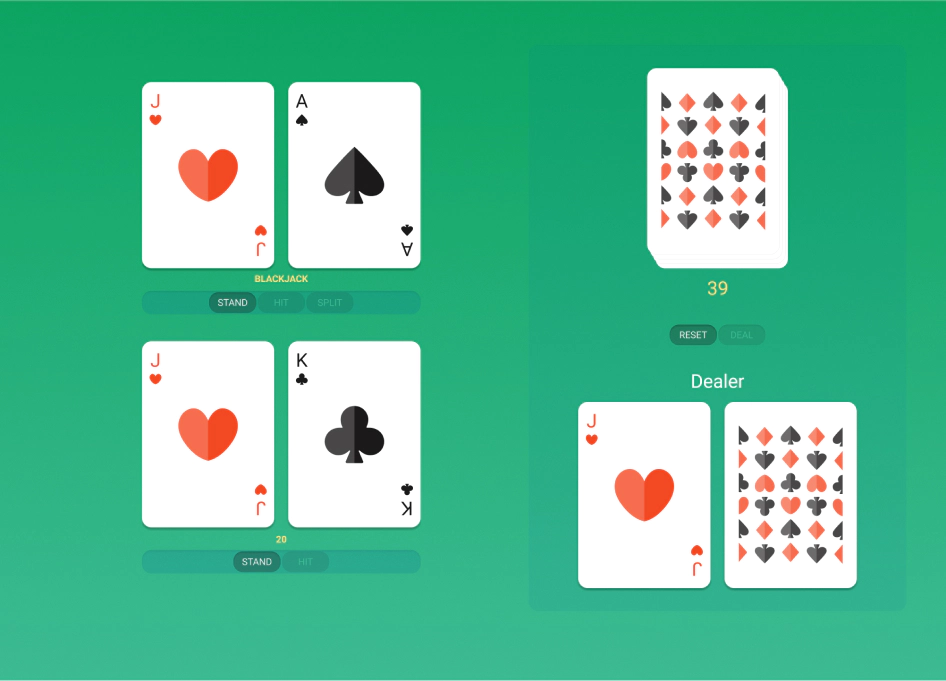 J
A
J
A
BLACKJACK
STAND HIT SPLIT
J
K
J
K
20
STAND HIT
39
RESET DEAL
Dealer
J
J